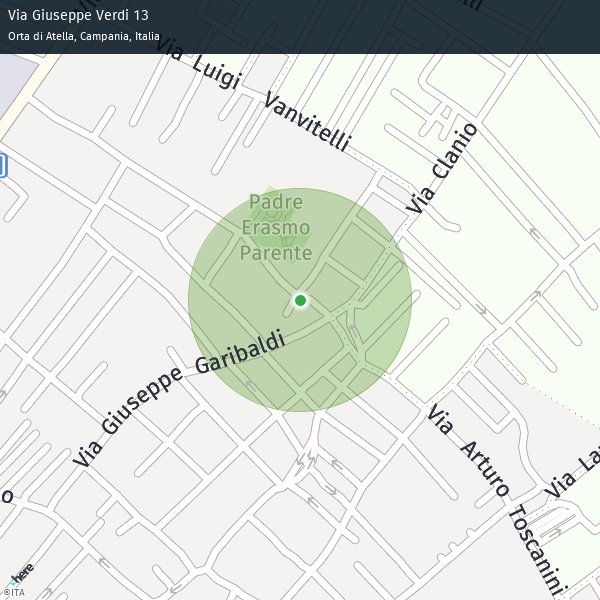 Via Giuseppe Verdi 13
Orta di Atella, Campania, Italia
Via Luigi Vanvitelli
Via Clanio
Padre
Erasmo
Parente
Via Giuseppe Garibaldi
Via Arturo Toscanini
Via La
o
here
©ITA